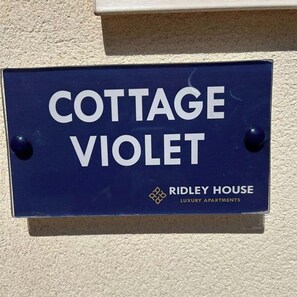 COTTAGE
VIOLET
RIDLEY HOUSE
LUXURY APARTMENTS